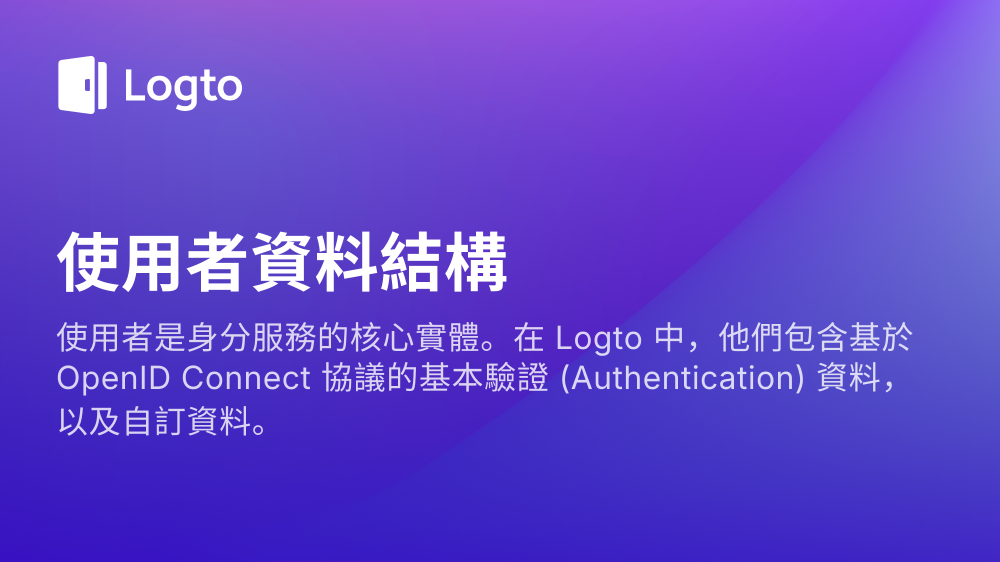 Logto
使用者資料結構
使用者是身分服務的核心實體。在 Logto 中，他們包含基於
OpenID Connect 協議的基本驗證 (Authentication) 資料，
以及自訂資料。